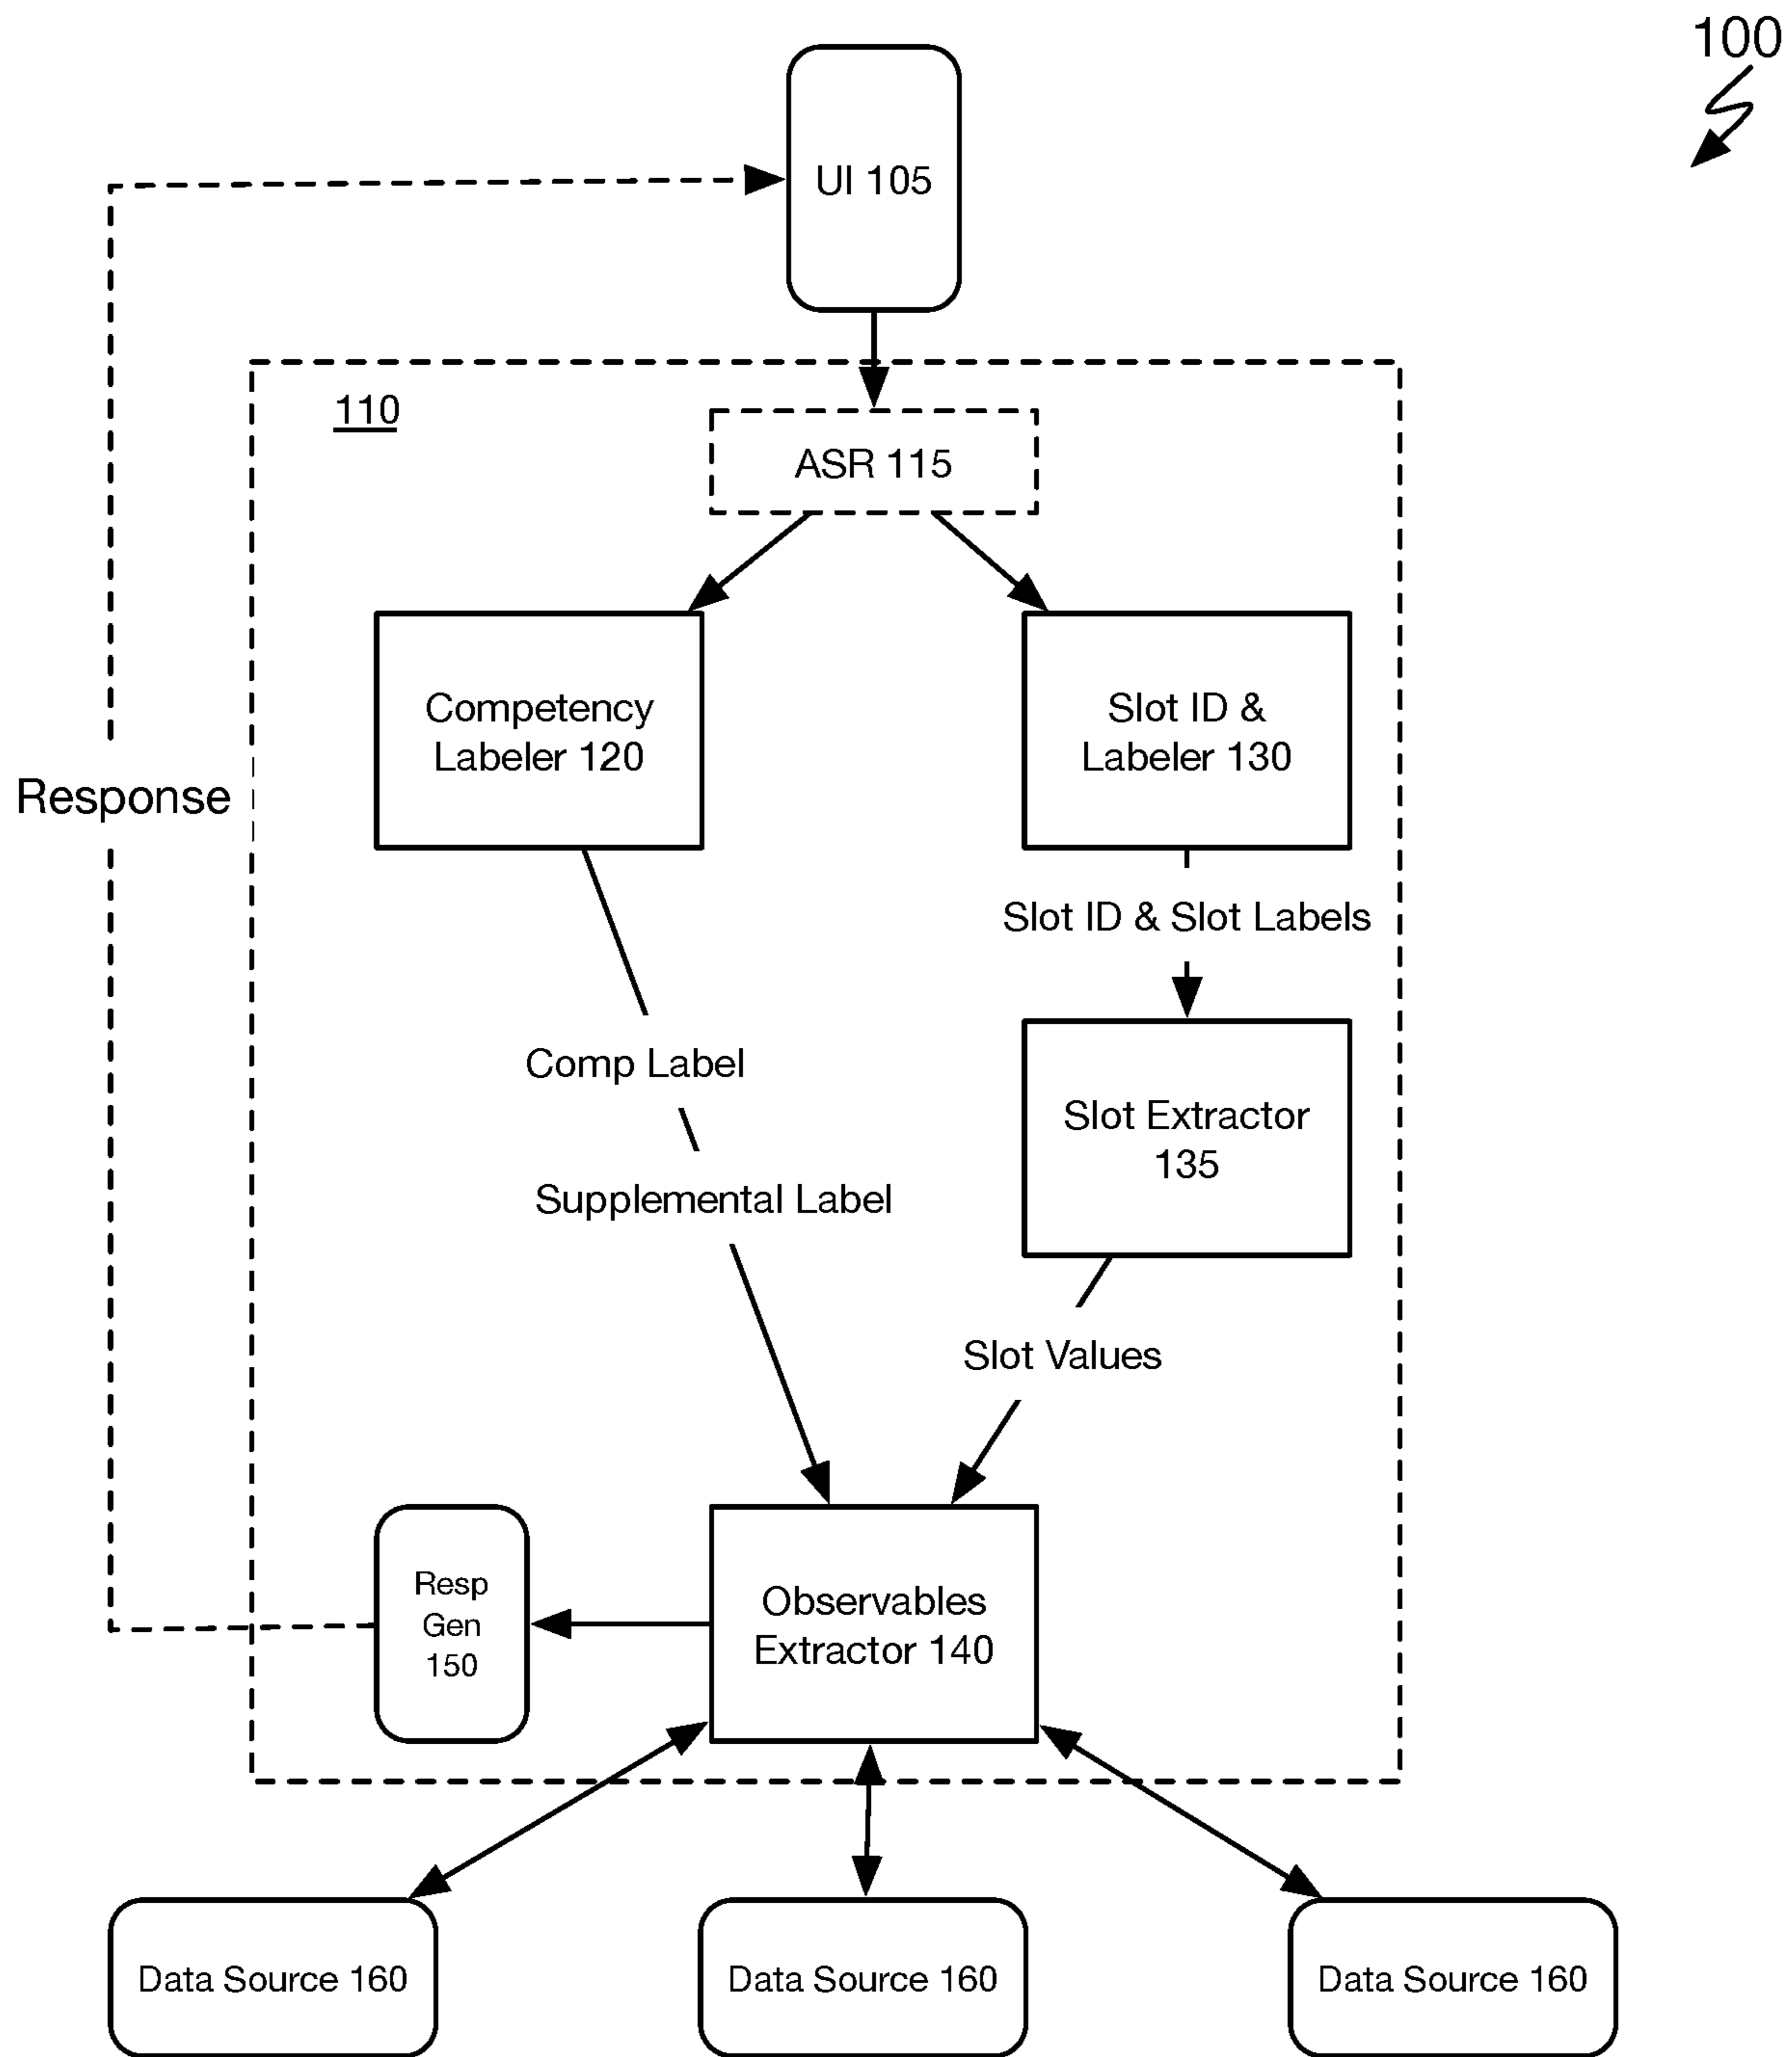 100
UI 105
110
ASR 115
Competency
Labeler 120
Slot ID &
Labeler 130
Response
Slot ID & Slot Labels
Comp Label
Slot Extractor
135
Supplemental Label
Slot Values
Resp
Gen
150
Observables
Extractor 140
Data Source 160
Data Source 160
Data Source 160